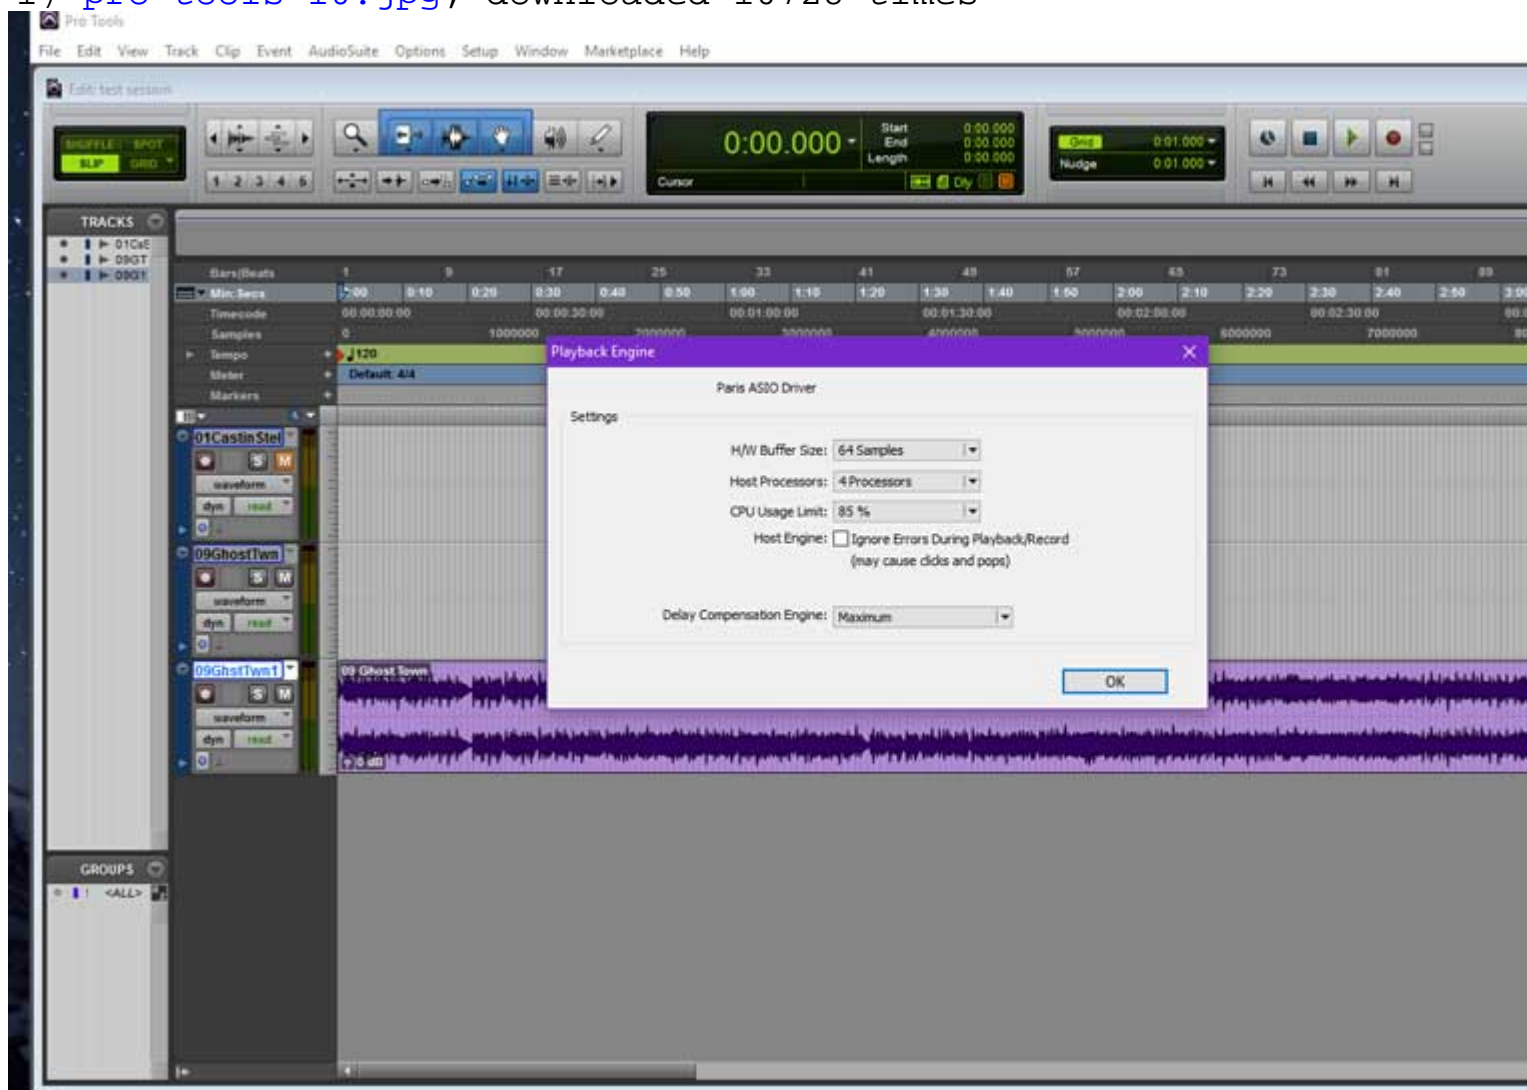 pro tools 10.jpg, downloaded 10720 times
Pro Tools
File Edit View Track Clip Event AudioSuite Options Setup Window Marketplace Help
Edit: test session
SHUFFLE SPOT
SLIP GRID
1 2 3 4 5
0:00.000
Start 0:00.000
End 0:00.000
Length 0:00.000
Cursor
Dly
Grid 0:01.000
Nudge 0:01.000
TRACKS
01CsS
09GT
09G1
Bars|Beats 1 9 17 25 33 41 49 57 65 73 81 89
Min:Secs 0:00 0:10 0:20 0:30 0:40 0:50 1:00 1:10 1:20 1:30 1:40 1:50 2:00 2:10 2:20 2:30 2:40 2:50 3:00
Timecode 00:00:00:00 00:00:30:00 00:01:00:00 00:01:30:00 00:02:00:00 00:02:30:00
Samples 0 1000000 2000000 3000000 4000000 5000000 6000000 7000000
Tempo 120
Meter Default: 4/4
Markers
Playback Engine
Paris ASIO Driver
Settings
H/W Buffer Size: 64 Samples
Host Processors: 4 Processors
CPU Usage Limit: 85 %
Host Engine: Ignore Errors During Playback/Record
(may cause clicks and pops)
Delay Compensation Engine: Maximum
OK
01CastinStel
S M
waveform
dyn read
09GhostTwn
S M
waveform
dyn read
09GhstTwn1
S M
waveform
dyn read
09 Ghost Town
0 dB
GROUPS
! <ALL>